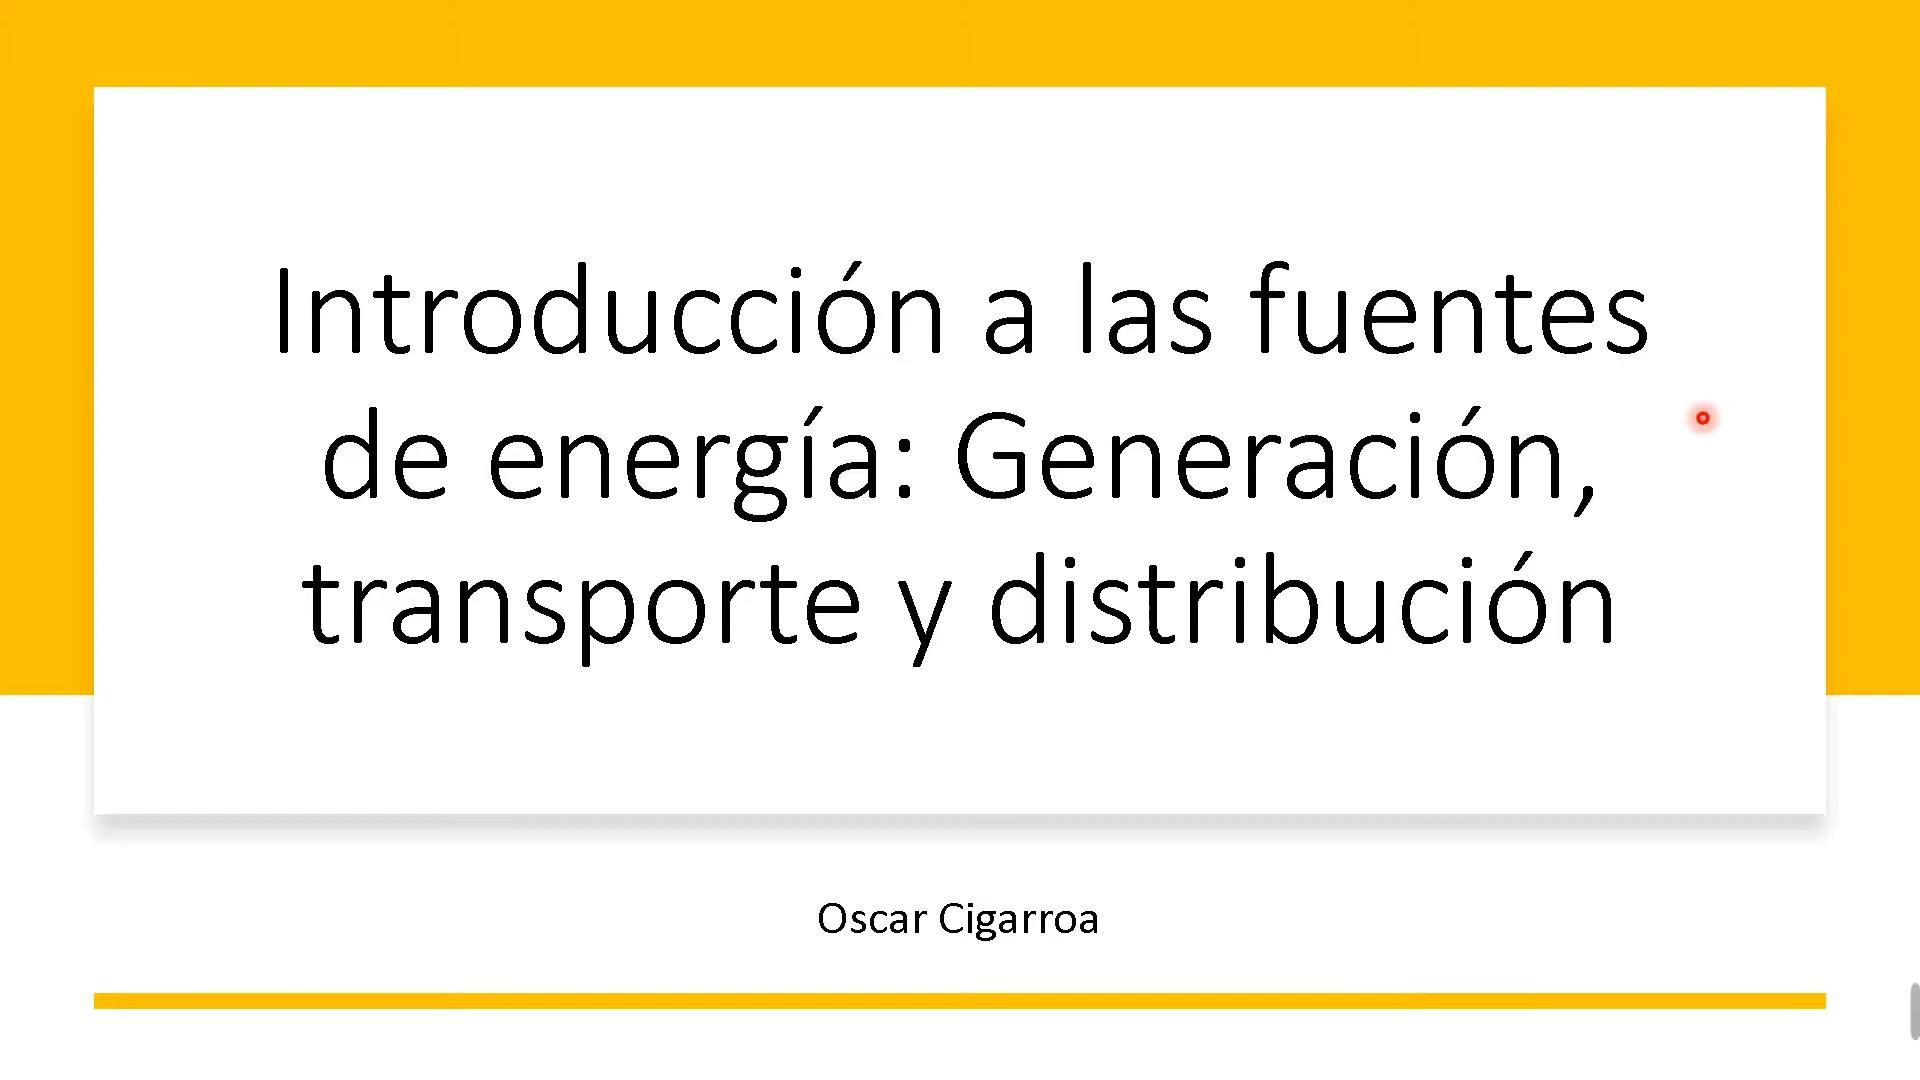 Introducción a las fuentes
de energía: Generación,
transporte y distribución
Oscar Cigarroa